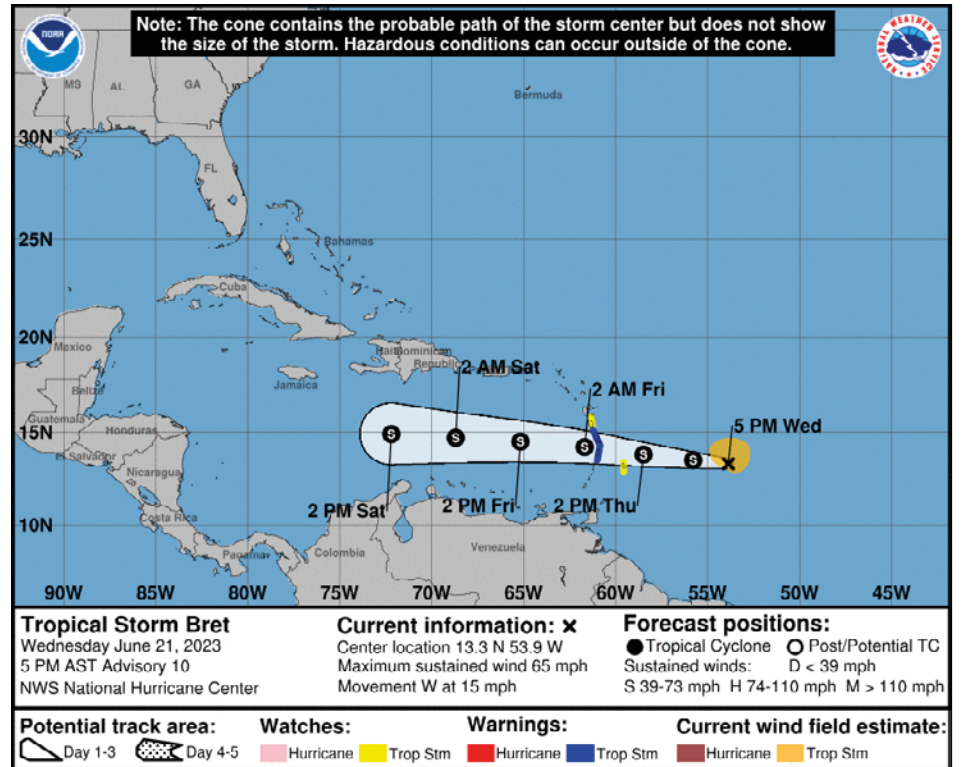 Note: The cone contains the probable path of the storm center but does not show
the size of the storm. Hazardous conditions can occur outside of the cone.
NOAA
NATIONAL WEATHER SERVICE
MS
AL
GA
Bermuda
30N
FL
25N
Bahamas
Cuba
20N
Mexico
Haiti
Dominican
Republic
2 AM Sat
Jamaica
Belize
2 AM Fri
Guatemala
15N
Honduras
5 PM Wed
S
S
S
S
S
S
El Salvador
Nicaragua
2 PM Sat
2 PM Fri
2 PM Thu
10N
Costa Rica
Panama
Colombia
Venezuela
90W 85W 80W 75W 70W 65W 60W 55W 50W 45W
Tropical Storm Bret
Wednesday June 21, 2023
5 PM AST Advisory 10
NWS National Hurricane Center
Current information: x
Center location 13.3 N 53.9 W
Maximum sustained wind 65 mph
Movement W at 15 mph
Forecast positions:
Tropical Cyclone Post/Potential TC
Sustained winds: D < 39 mph
S 39-73 mph H 74-110 mph M > 110 mph
Potential track area:
Day 1-3 Day 4-5
Watches:
Hurricane Trop Stm
Warnings:
Hurricane Trop Stm
Current wind field estimate:
Hurricane Trop Stm